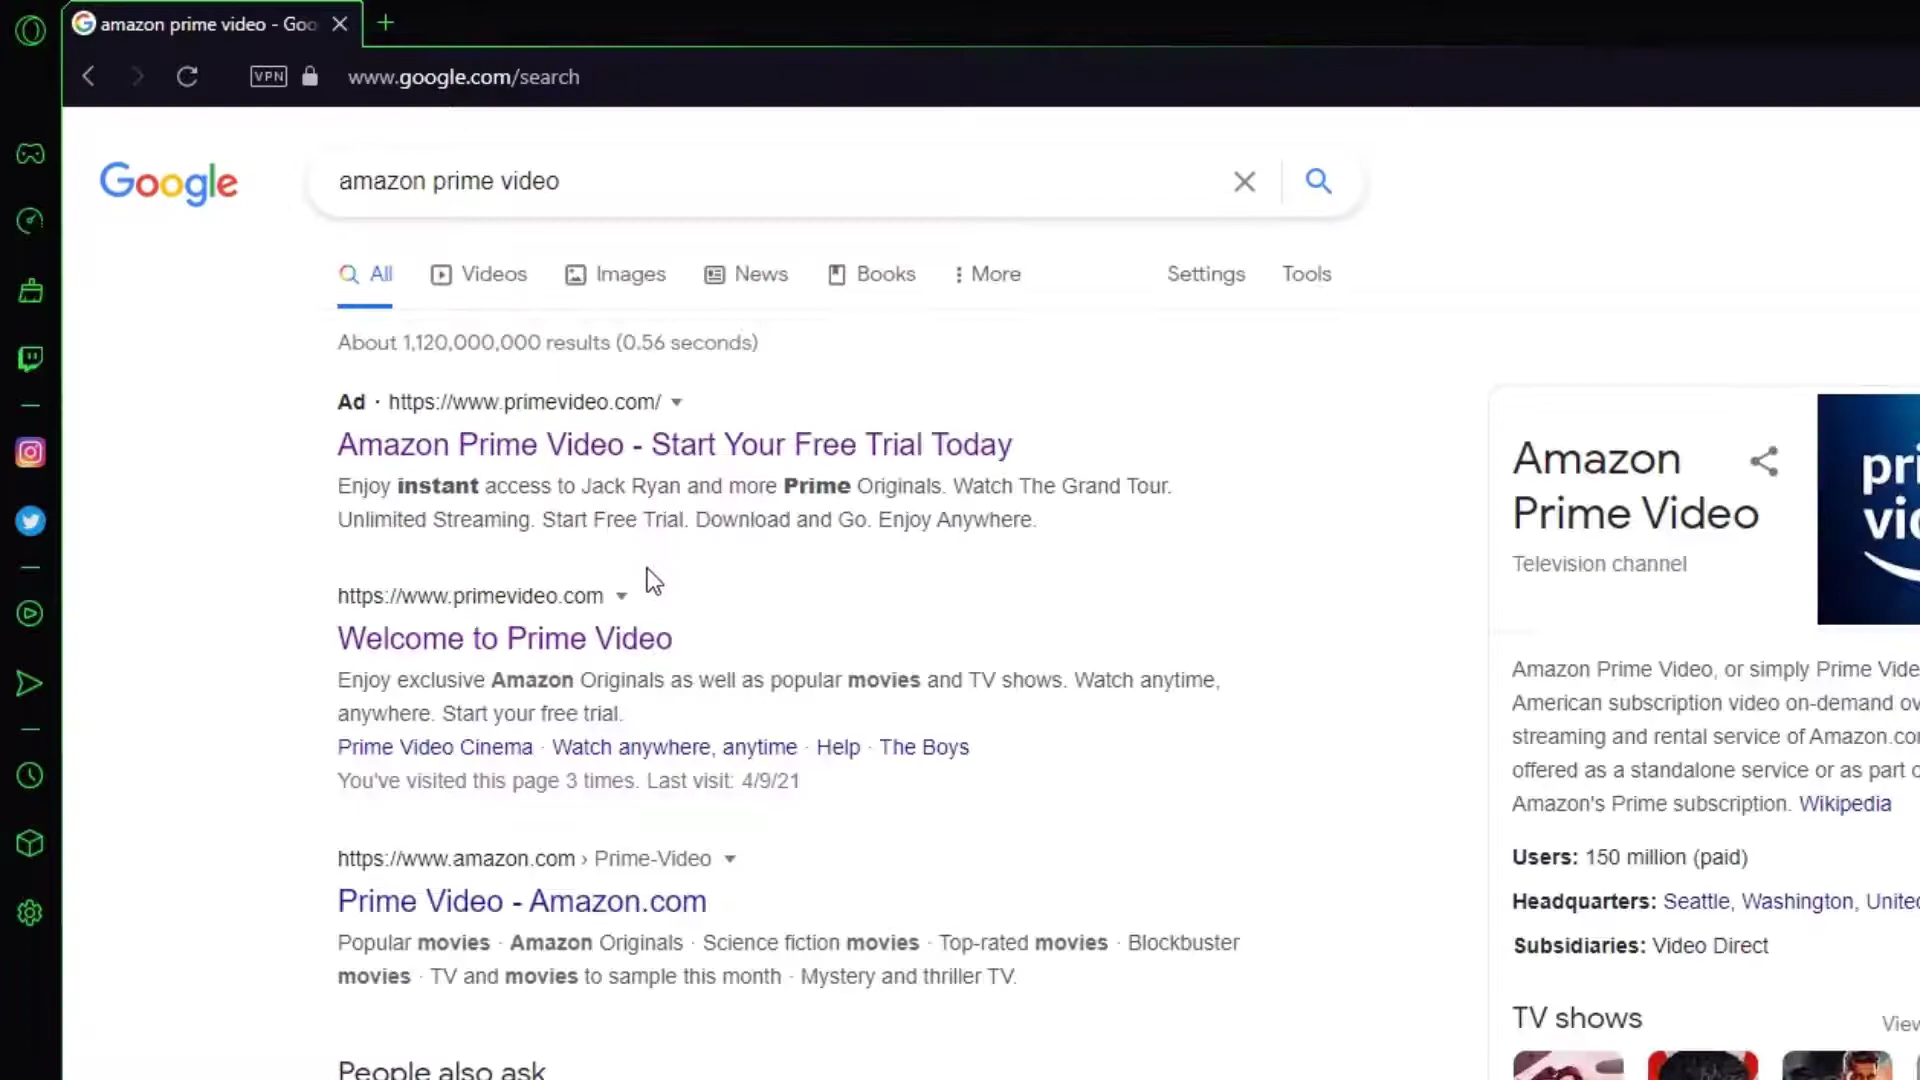 amazon prime video - Goo
VPN
www.google.com/search
Google
amazon prime video
All
Videos
Images
News
Books
More
Settings
Tools
About 1,120,000,000 results (0.56 seconds)
Ad · https://www.primevideo.com/
Amazon Prime Video - Start Your Free Trial Today
Enjoy instant access to Jack Ryan and more Prime Originals. Watch The Grand Tour.
Unlimited Streaming. Start Free Trial. Download and Go. Enjoy Anywhere.
https://www.primevideo.com
Welcome to Prime Video
Enjoy exclusive Amazon Originals as well as popular movies and TV shows. Watch anytime,
anywhere. Start your free trial.
Prime Video Cinema · Watch anywhere, anytime · Help · The Boys
You've visited this page 3 times. Last visit: 4/9/21
https://www.amazon.com › Prime-Video
Prime Video - Amazon.com
Popular movies · Amazon Originals · Science fiction movies · Top-rated movies · Blockbuster
movies · TV and movies to sample this month · Mystery and thriller TV.
People also ask
Amazon
Prime Video
Television channel
pri
vid
Amazon Prime Video, or simply Prime Vide
American subscription video on-demand ov
streaming and rental service of Amazon.co
offered as a standalone service or as part o
Amazon's Prime subscription. Wikipedia
Users: 150 million (paid)
Headquarters: Seattle, Washington, United
Subsidiaries: Video Direct
TV shows
View